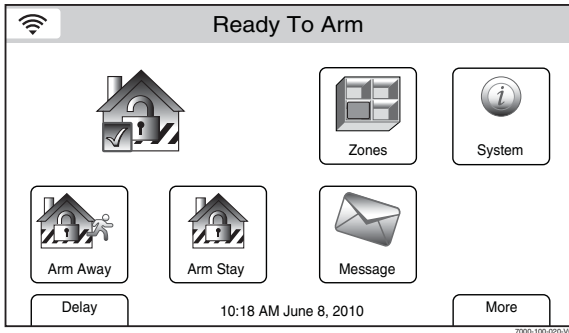 Ready To Arm
Zones
System
i
Arm Away
Arm Stay
Message
Delay
10:18 AM June 8, 2010
More